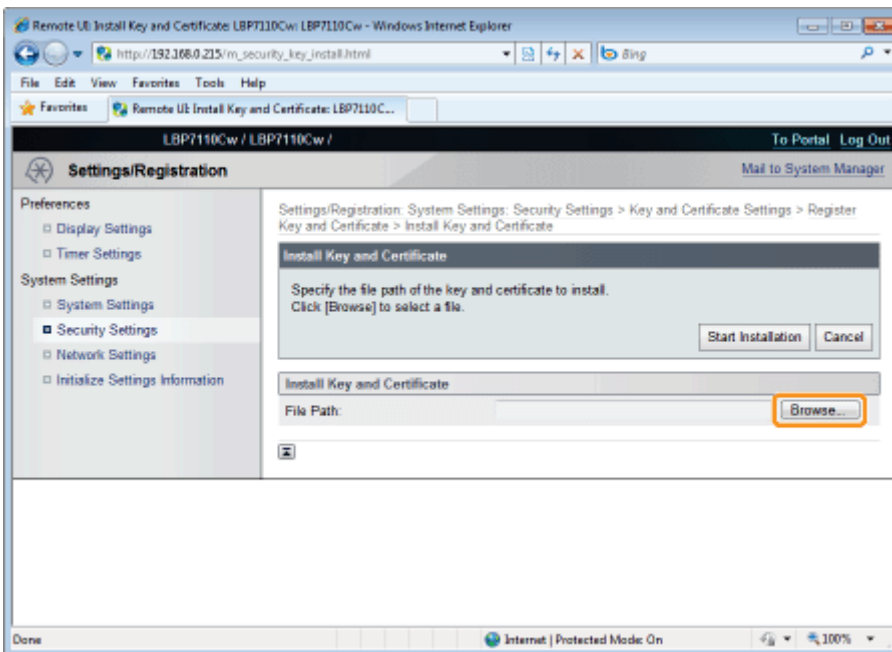 Remote UI: Install Key and Certificate: LBP7110Cw: LBP7110Cw - Windows Internet Explorer
http://192.168.0.215/m_security_key_install.html
Bing
File Edit View Favorites Tools Help
Favorites
Remote UI: Install Key and Certificate: LBP7110C...
LBP7110Cw / LBP7110Cw /
To Portal Log Out
Settings/Registration
Mail to System Manager
Preferences
Display Settings
Timer Settings
System Settings
System Settings
Security Settings
Network Settings
Initialize Settings Information
Settings/Registration: System Settings: Security Settings > Key and Certificate Settings > Register
Key and Certificate > Install Key and Certificate
Install Key and Certificate
Specify the file path of the key and certificate to install.
Click [Browse] to select a file.
Start Installation
Cancel
Install Key and Certificate
File Path:
Browse...
Done
Internet | Protected Mode: On
100%